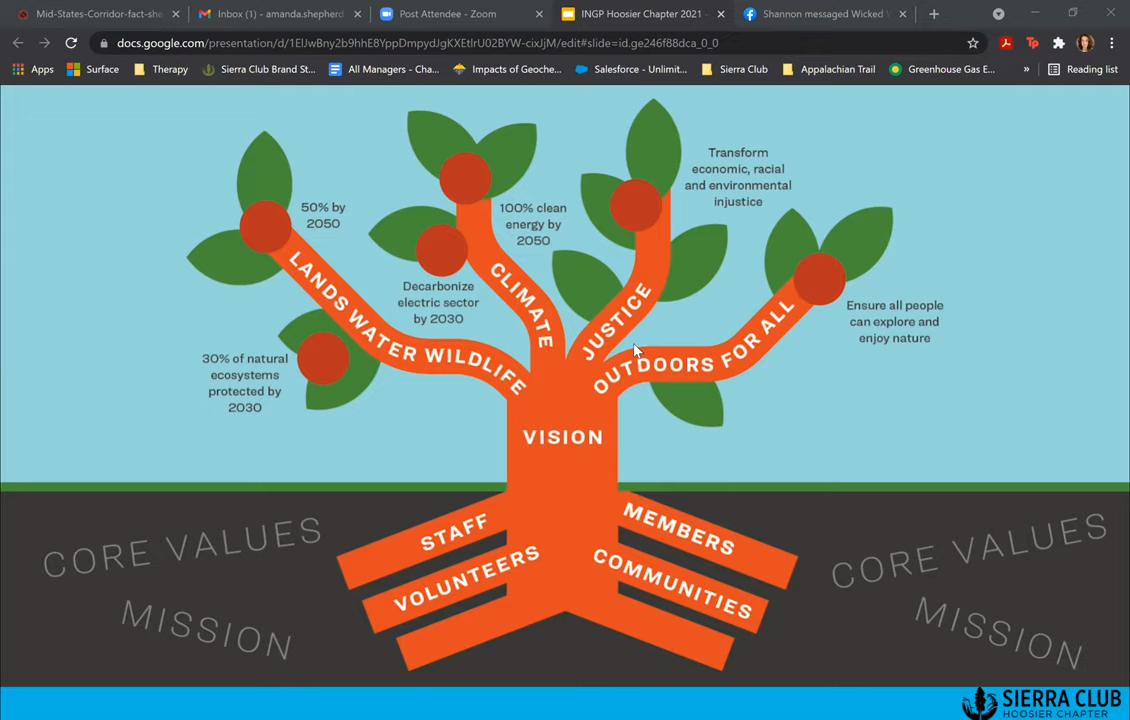 Mid-States-Corridor-fact-she
Inbox (1) - amanda.shepherd
Post Attendee - Zoom
INGP Hoosier Chapter 2021 -
Shannon messaged Wicked W
docs.google.com/presentation/d/1ElJwBny2b9hhE8YppDmpydJgKXEtlrU02BYW-cixJjM/edit#slide=id.ge246f88dca_0_0
Apps
Surface
Therapy
Sierra Club Brand St...
All Managers - Cha...
Impacts of Geoche...
Salesforce - Unlimit...
Sierra Club
Appalachian Trail
Greenhouse Gas E...
»
Reading list
50% by
2050
100% clean
energy by
2050
Transform
economic, racial
and environmental
injustice
Decarbonize
electric sector
by 2030
Ensure all people
can explore and
enjoy nature
30% of natural
ecosystems
protected by
2030
LANDS WATER WILDLIFE
CLIMATE
JUSTICE
OUTDOORS FOR ALL
VISION
STAFF
MEMBERS
VOLUNTEERS
COMMUNITIES
CORE VALUES
MISSION
CORE VALUES
MISSION
SIERRA CLUB
HOOSIER CHAPTER